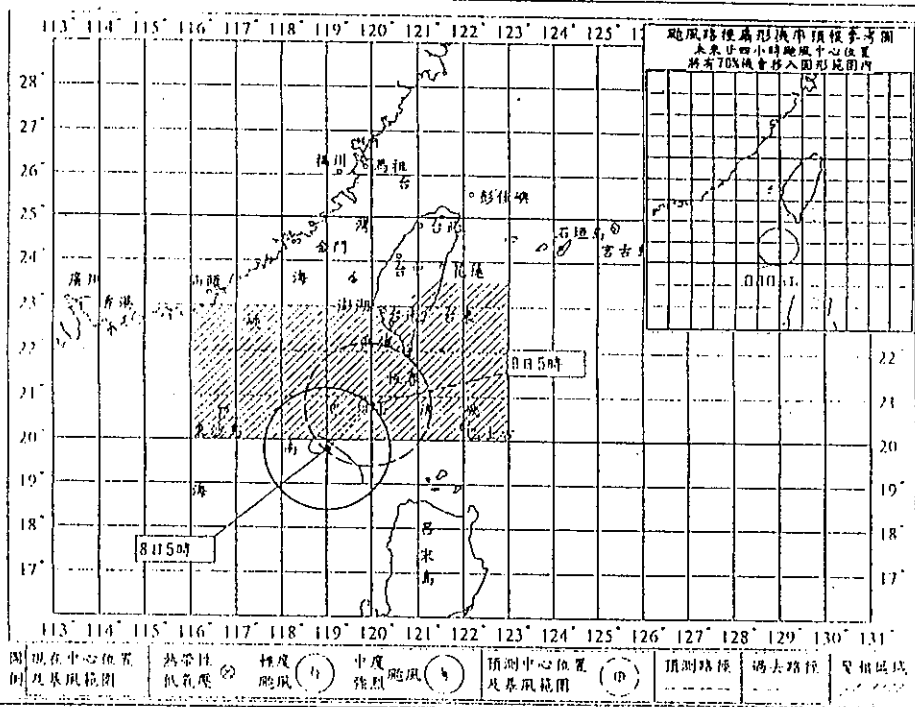 113° 114° 115° 116° 117° 118° 119° 120° 121° 122° 123° 124° 125°
颱風路徑扇形機率預報參考圖
未來廿四小時颱風中心位置
將有70%機會移入圓形範圍內
28°
27°
福州 馬祖
26°
台
彭佳嶼
25°
灣 台北
金門 石垣島
24°
海 台中 花蓮 宮古島
廣州 汕頭
23°
香港 澎湖 台東
峽
22° 22°
恆春
9日5時
21° 21°
20° 20°
南
19° 19°
海
18° 18°
呂
8日5時
宋
17° 17°
島
113° 114° 115° 116° 117° 118° 119° 120° 121° 122° 123° 124° 125° 126° 127° 128° 129° 130° 131°
圖例
現在中心位置
及暴風範圍
熱帶性
低氣壓
輕度
颱風
中度
強烈
颱風
預測中心位置
及暴風範圍
預測路徑
過去路徑
警報區域